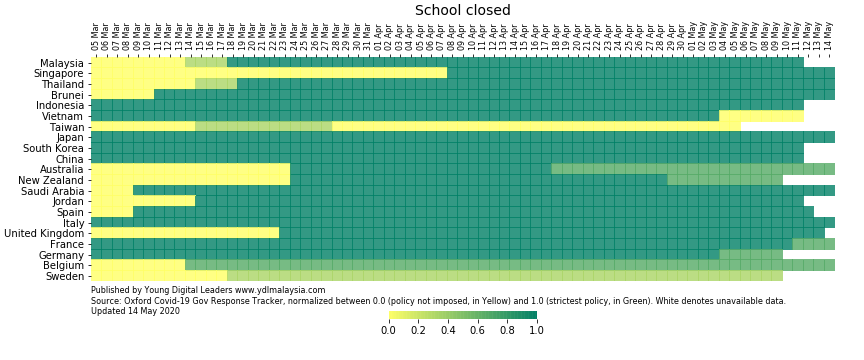 School closed
05 Mar
06 Mar
07 Mar
08 Mar
09 Mar
10 Mar
11 Mar
12 Mar
13 Mar
14 Mar
15 Mar
16 Mar
17 Mar
18 Mar
19 Mar
20 Mar
21 Mar
22 Mar
23 Mar
24 Mar
25 Mar
26 Mar
27 Mar
28 Mar
29 Mar
30 Mar
31 Mar
01 Apr
02 Apr
03 Apr
04 Apr
05 Apr
06 Apr
07 Apr
08 Apr
09 Apr
10 Apr
11 Apr
12 Apr
13 Apr
14 Apr
15 Apr
16 Apr
17 Apr
18 Apr
19 Apr
20 Apr
21 Apr
22 Apr
23 Apr
24 Apr
25 Apr
26 Apr
27 Apr
28 Apr
29 Apr
30 Apr
01 May
02 May
03 May
04 May
05 May
06 May
07 May
08 May
09 May
10 May
11 May
12 May
13 May
14 May
Malaysia
Singapore
Thailand
Brunei
Indonesia
Vietnam
Taiwan
Japan
South Korea
China
Australia
New Zealand
Saudi Arabia
Jordan
Spain
Italy
United Kingdom
France
Germany
Belgium
Sweden
Published by Young Digital Leaders www.ydlmalaysia.com
Source: Oxford Covid-19 Gov Response Tracker, normalized between 0.0 (policy not imposed, in Yellow) and 1.0 (strictest policy, in Green). White denotes unavailable data.
Updated 14 May 2020
0.0 0.2 0.4 0.6 0.8 1.0